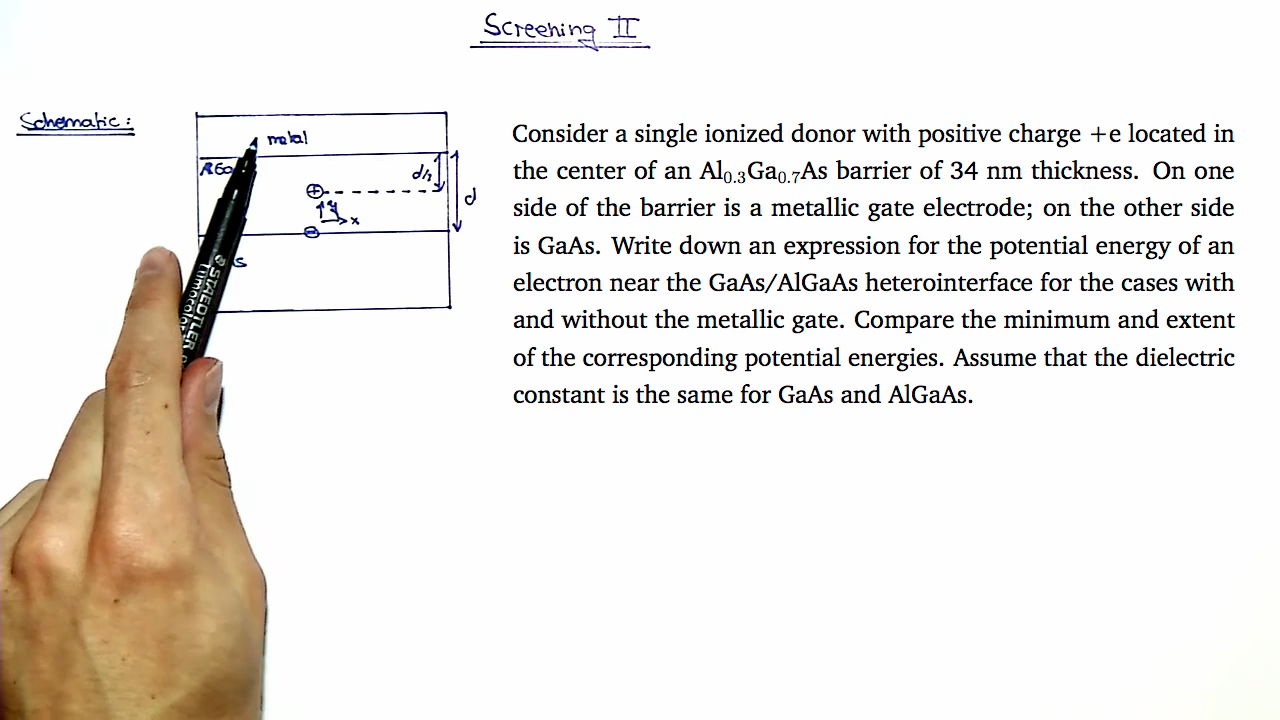 Screening II
Schematic:
metal
d/2
d
⊕
y
x
⊖
S
Consider a single ionized donor with positive charge +e located in
the center of an Al₀.₃Ga₀.₇As barrier of 34 nm thickness. On one
side of the barrier is a metallic gate electrode; on the other side
is GaAs. Write down an expression for the potential energy of an
electron near the GaAs/AlGaAs heterointerface for the cases with
and without the metallic gate. Compare the minimum and extent
of the corresponding potential energies. Assume that the dielectric
constant is the same for GaAs and AlGaAs.
STAEDTLER
Lumocolor